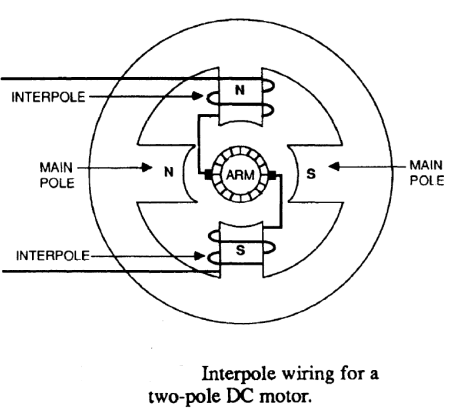 N
INTERPOLE
MAIN
POLE
N
ARM
S
MAIN
POLE
INTERPOLE
S
Interpole wiring for a
two-pole DC motor.